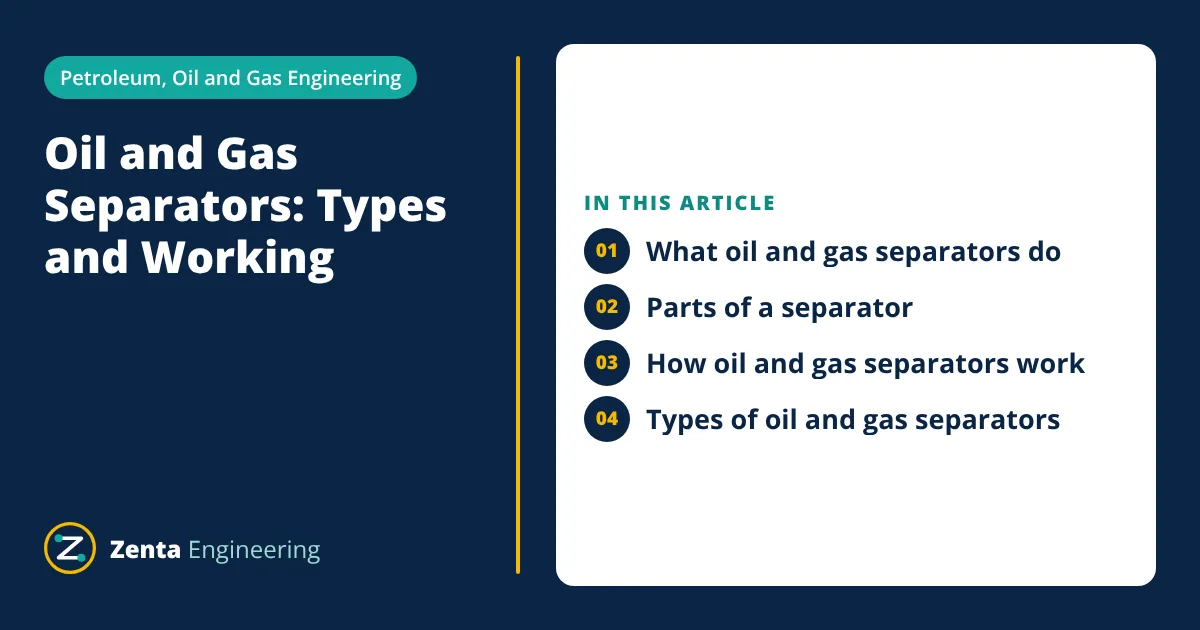 Petroleum, Oil and Gas Engineering
Oil and Gas
Separators: Types
and Working
Zenta Engineering
IN THIS ARTICLE
01 What oil and gas separators do
02 Parts of a separator
03 How oil and gas separators work
04 Types of oil and gas separators